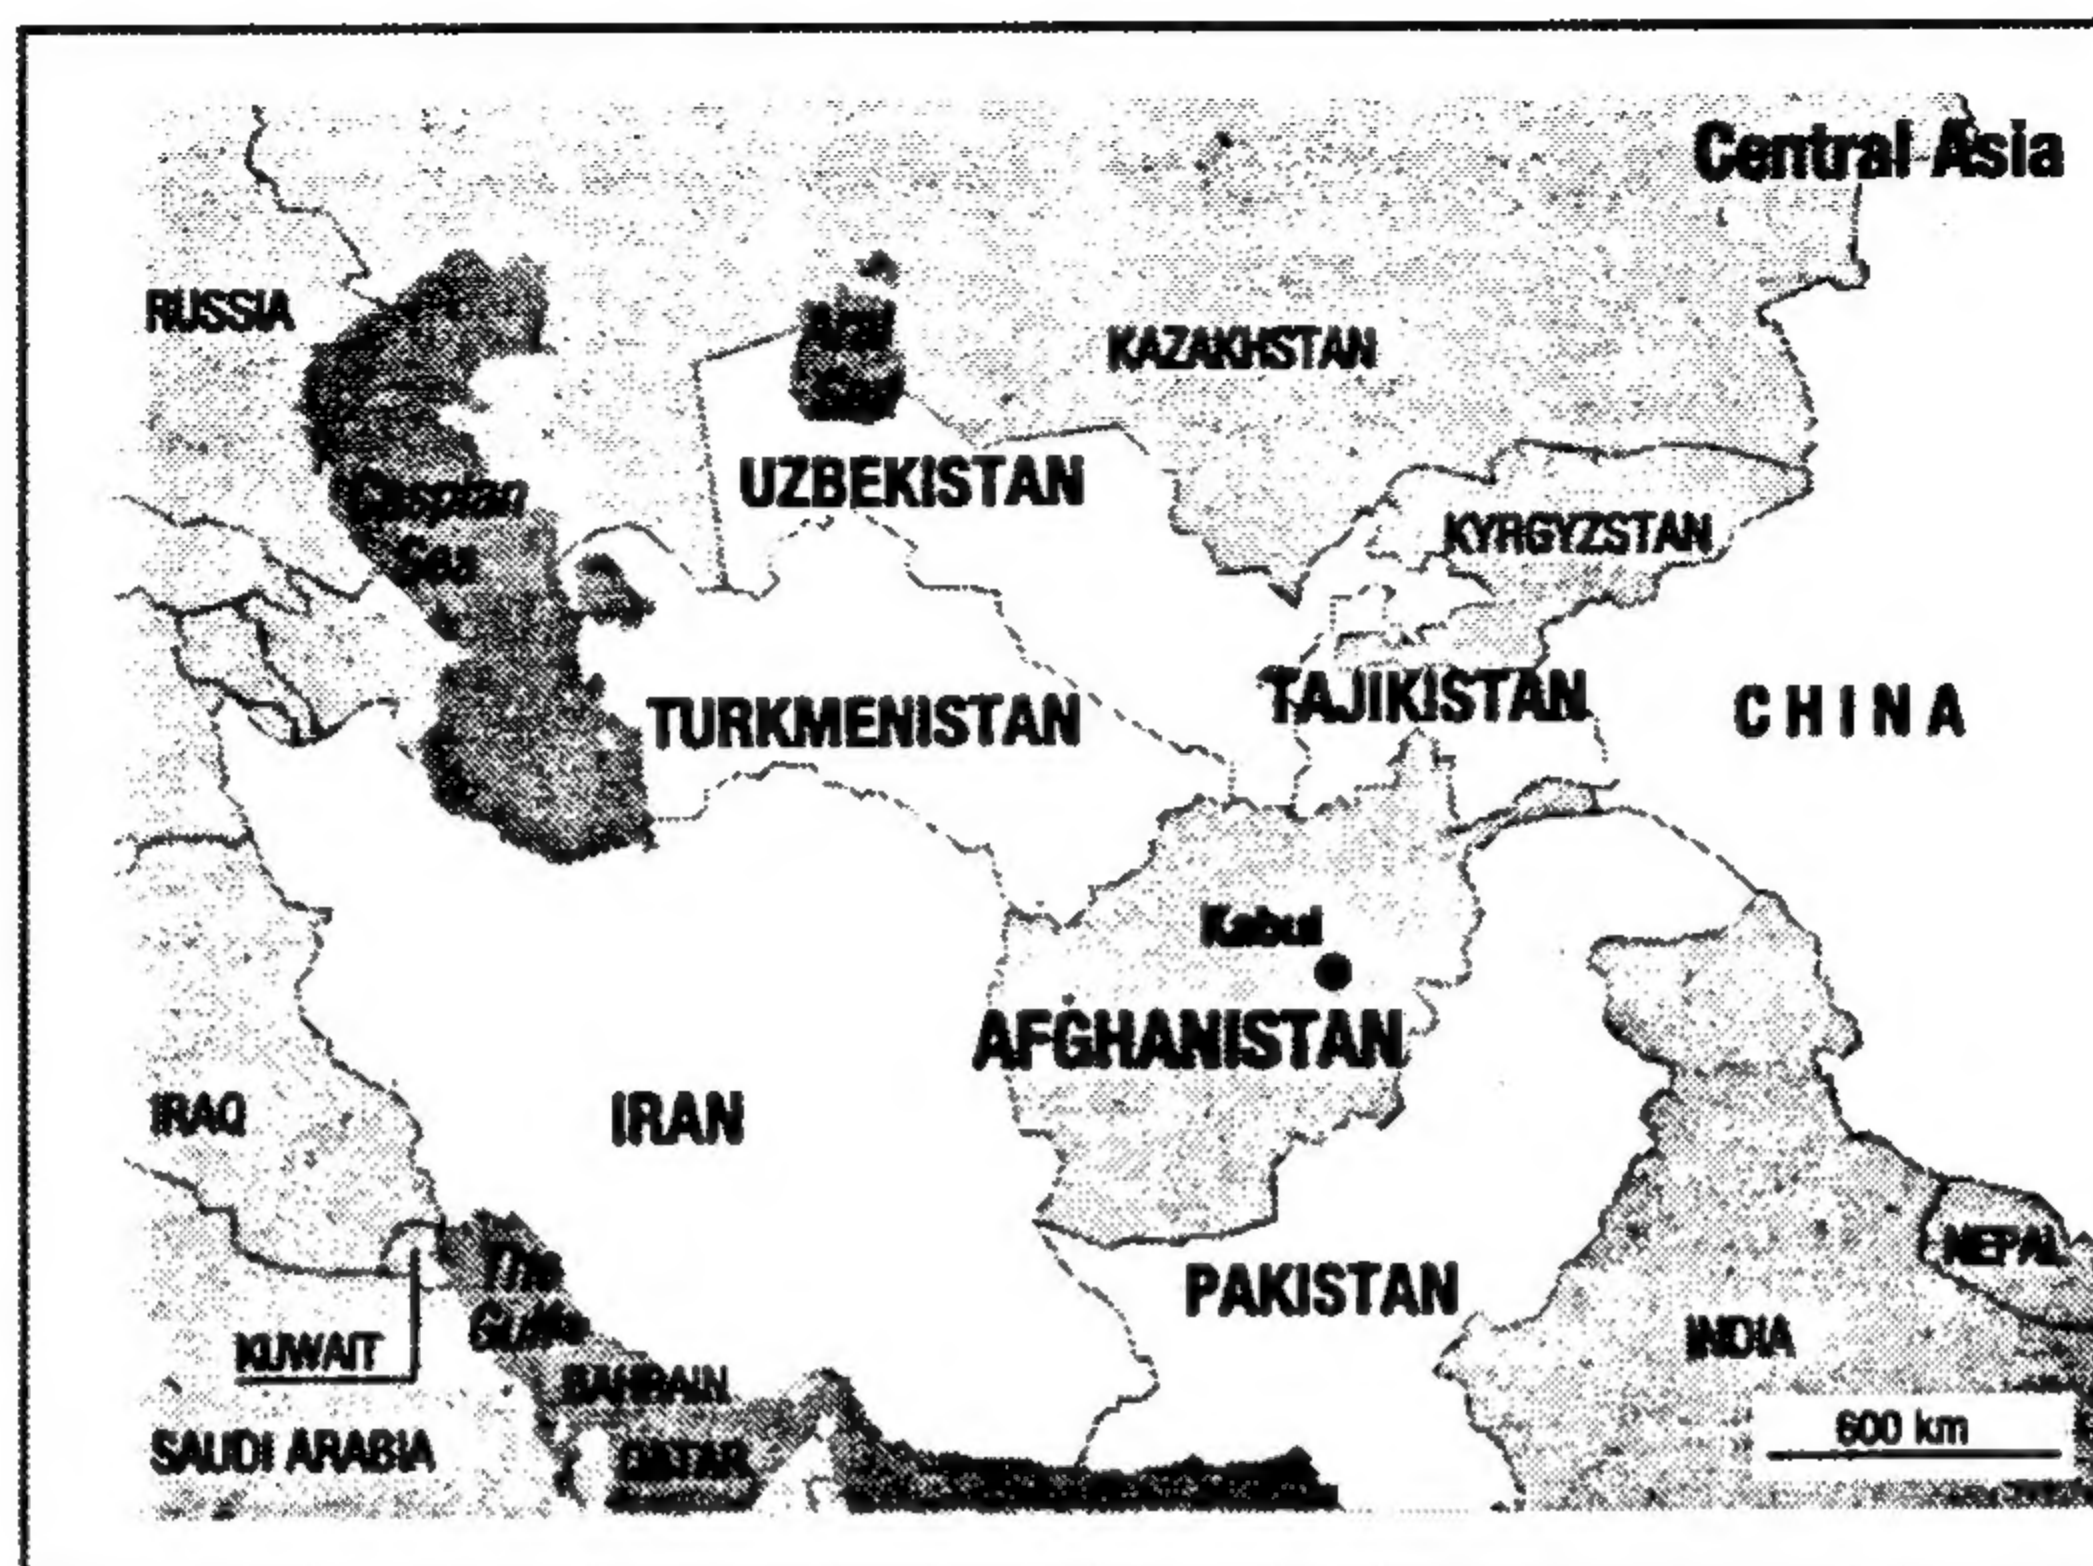 Central Asia
RUSSIA
Aral
KAZAKHSTAN
UZBEKISTAN
Caspian
Sea
KYRGYZSTAN
TURKMENISTAN
TAJIKISTAN
CHINA
Kabul
AFGHANISTAN
IRAQ
IRAN
The
Gulf
NEPAL
PAKISTAN
KUWAIT
INDIA
BAHRAIN
SAUDI ARABIA
QATAR
600 km